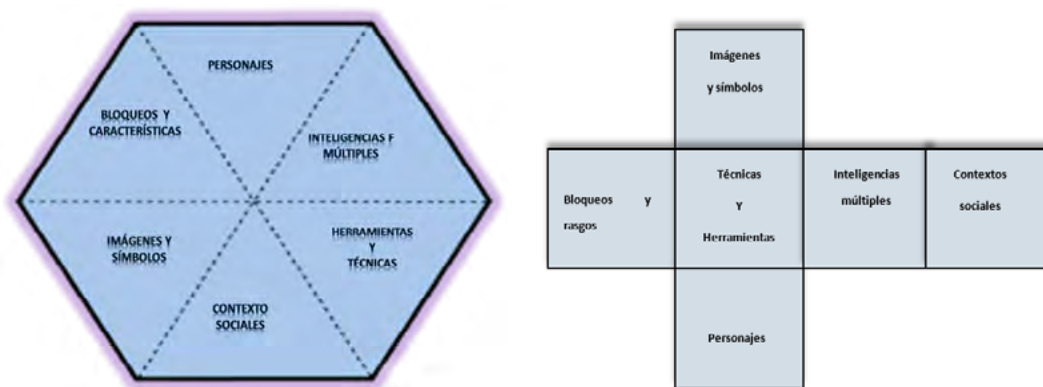 PERSONAJES
BLOQUEOS Y
CARACTERÍSTICAS
INTELIGENCIAS F
MÚLTIPLES
IMÁGENES Y
SÍMBOLOS
HERRAMIENTAS
Y
TÉCNICAS
CONTEXTO
SOCIALES
Imágenes
y símbolos
Bloqueos y
rasgos
Técnicas
Y
Herramientas
Inteligencias
múltiples
Contextos
sociales
Personajes